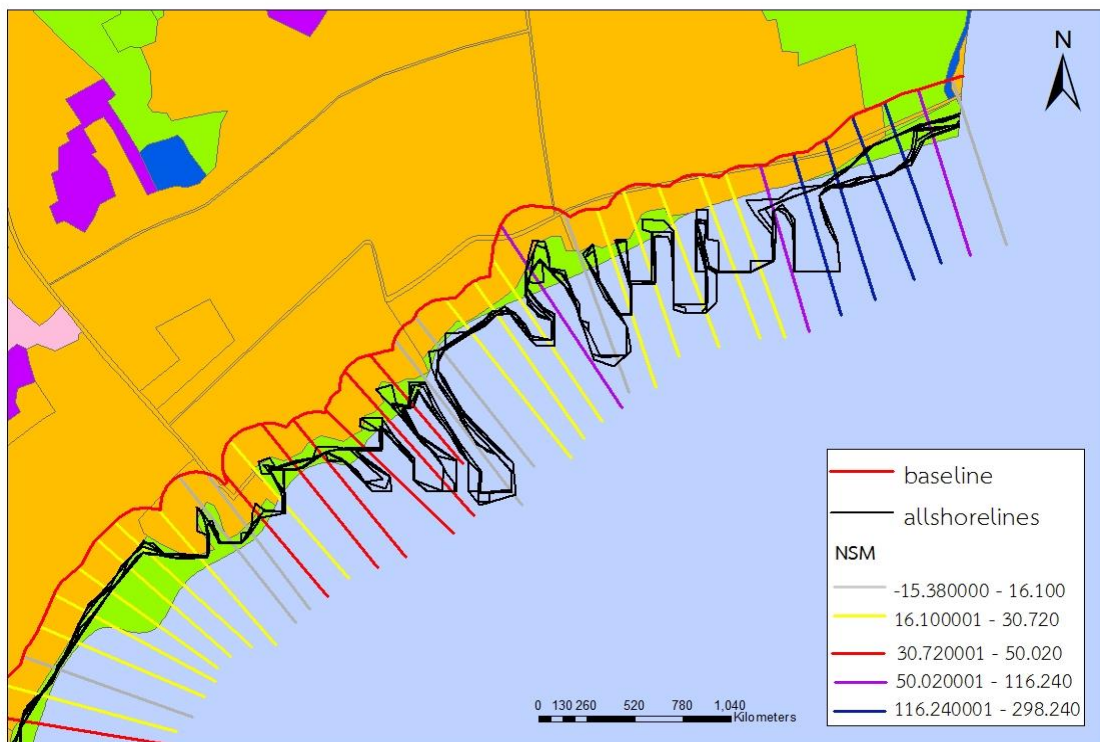 N
baseline
allshorelines
NSM
-15.380000 - 16.100
16.100001 - 30.720
30.720001 - 50.020
50.020001 - 116.240
116.240001 - 298.240
0 130 260 520 780 1,040
Kilometers